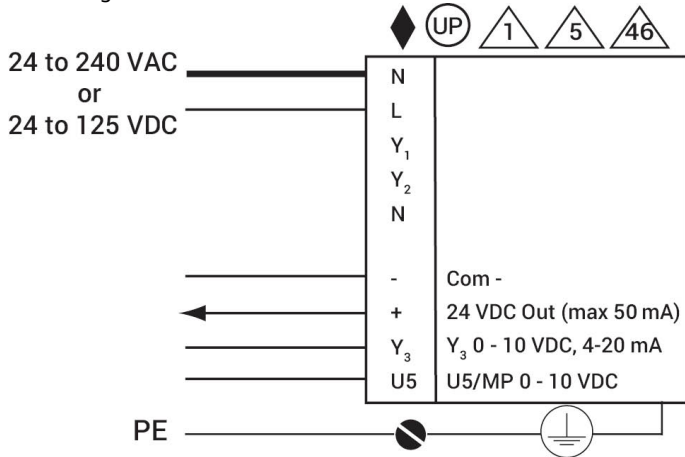 UP 1 5 46
24 to 240 VAC
or
24 to 125 VDC
N
L
Y₁
Y₂
N
- Com -
+ 24 VDC Out (max 50 mA)
Y₃ Y₃ 0 - 10 VDC, 4-20 mA
U5 U5/MP 0 - 10 VDC
PE